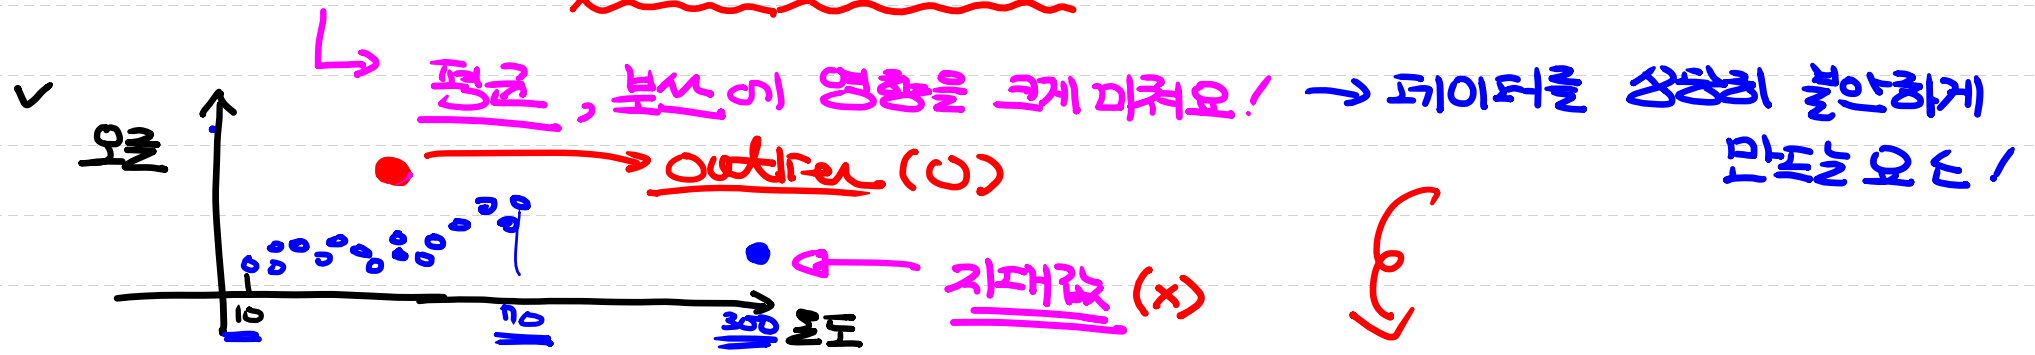 평균, 분산에 영향을 크게 미쳐요! → 데이터를 상당히 불안하게
만드는 요소!
오류
outlier (O)
지대값 (X)
10 70 300 온도